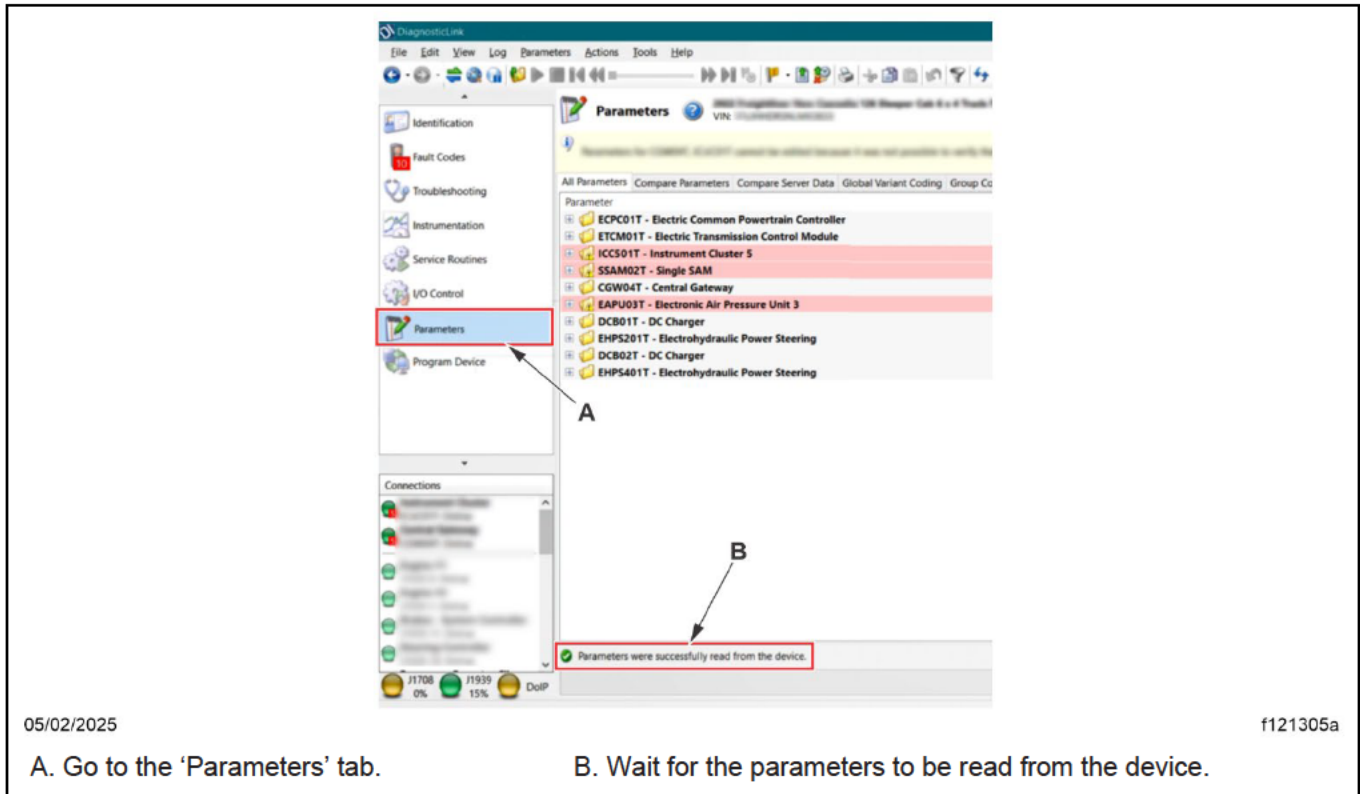 DiagnosticLink
File Edit View Log Parameters Actions Tools Help
Identification
10
Fault Codes
Troubleshooting
Instrumentation
Service Routines
I/O Control
Parameters
Program Device
Connections
J1708
0%
J1939
15%
DoIP
Parameters
VIN:
All Parameters Compare Parameters Compare Server Data Global Variant Coding Group Co
Parameter
ECPC01T - Electric Common Powertrain Controller
ETCM01T - Electric Transmission Control Module
ICC501T - Instrument Cluster 5
SSAM02T - Single SAM
CGW04T - Central Gateway
EAPU03T - Electronic Air Pressure Unit 3
DCB01T - DC Charger
EHPS201T - Electrohydraulic Power Steering
DCB02T - DC Charger
EHPS401T - Electrohydraulic Power Steering
A
B
Parameters were successfully read from the device.
05/02/2025
f121305a
A. Go to the ‘Parameters’ tab.
B. Wait for the parameters to be read from the device.